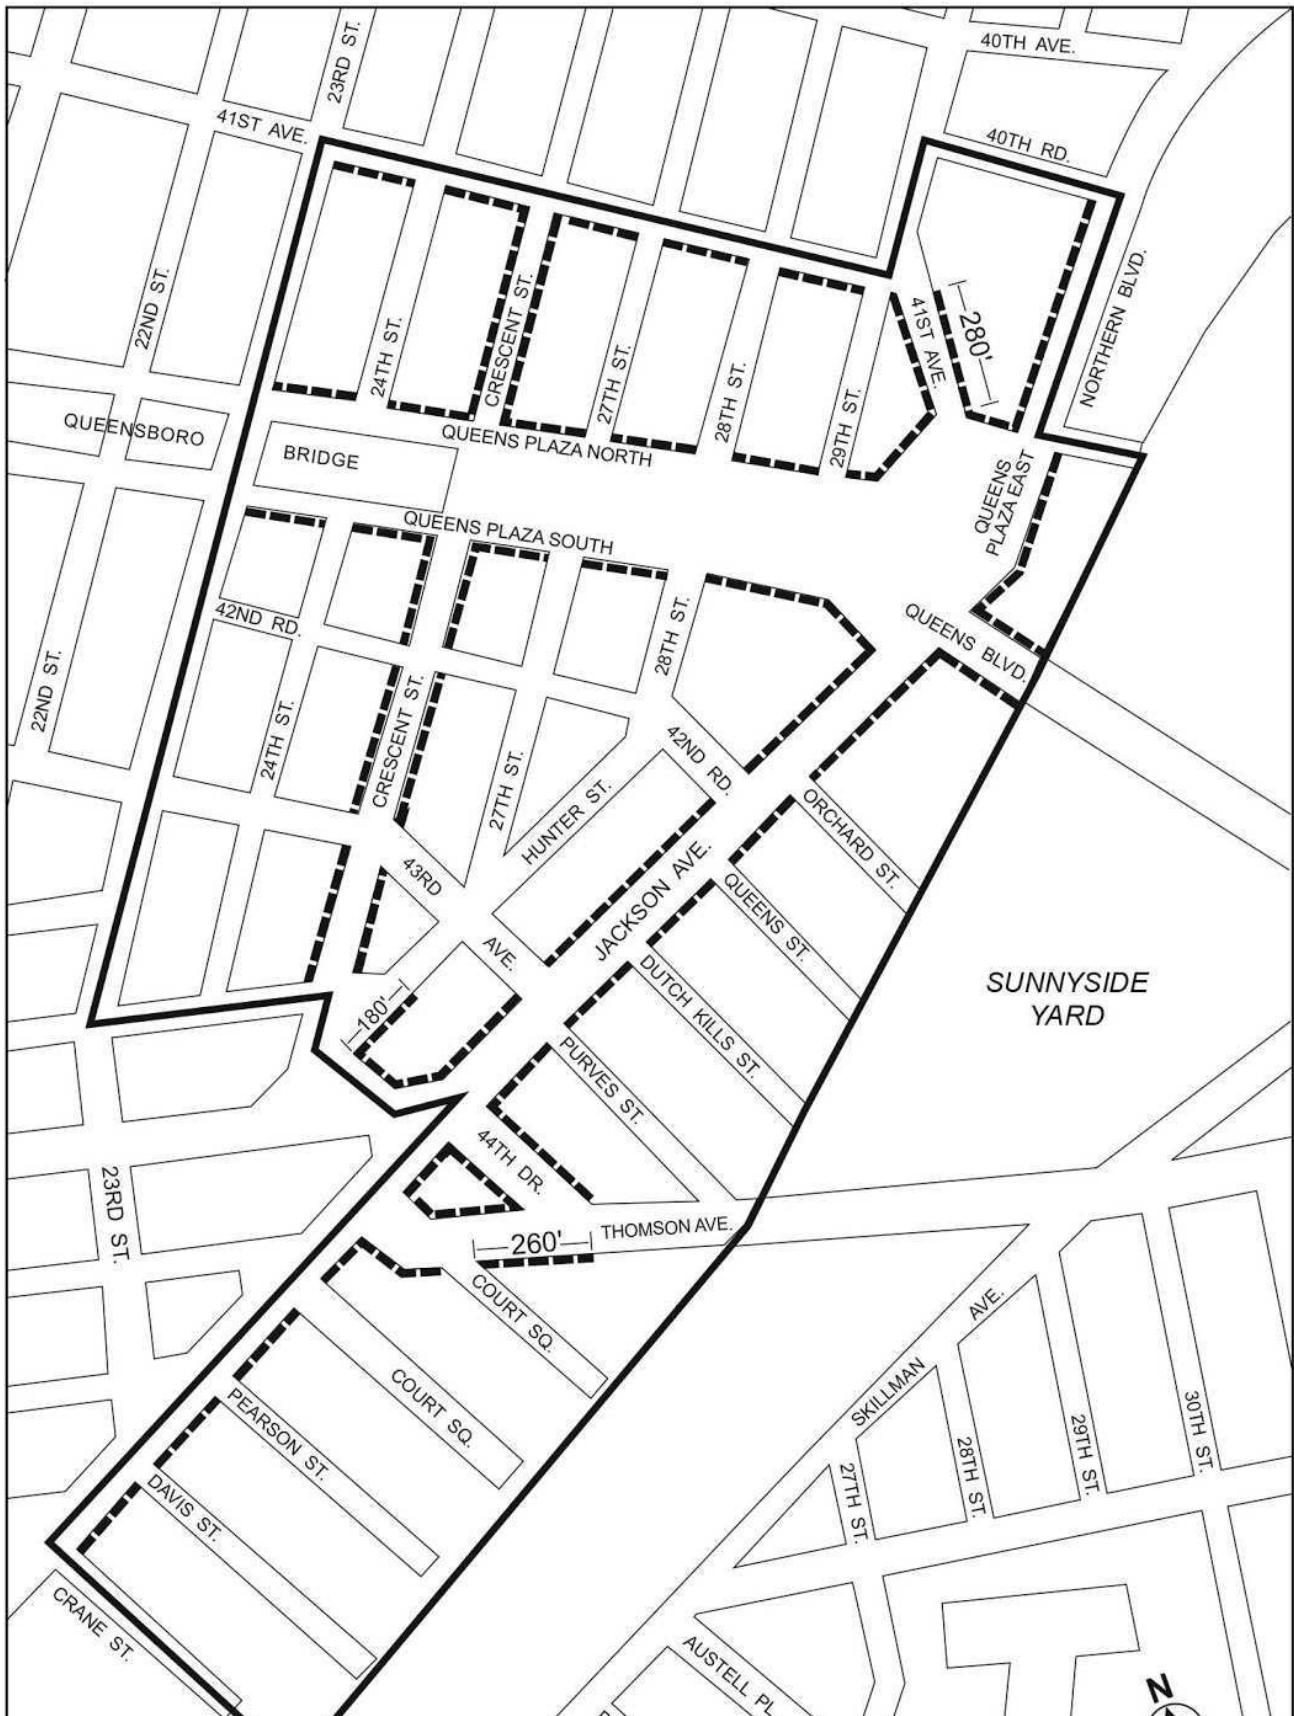 40TH AVE.
23RD ST.
41ST AVE.
40TH RD.
22ND ST.
CRESCENT ST.
41ST AVE.
280'
NORTHERN BLVD.
24TH ST.
27TH ST.
28TH ST.
29TH ST.
QUEENSBORO
BRIDGE
QUEENS PLAZA NORTH
QUEENS
PLAZA EAST
QUEENS PLAZA SOUTH
42ND RD.
28TH ST.
QUEENS BLVD.
22ND ST.
24TH ST.
CRESCENT ST.
27TH ST.
42ND RD.
HUNTER ST.
ORCHARD ST.
43RD
AVE.
JACKSON AVE.
QUEENS ST.
DUTCH KILLS ST.
SUNNYSIDE
YARD
180'
PURVES ST.
44TH DR.
23RD ST.
THOMSON AVE.
260'
COURT SQ.
COURT SQ.
SKILLMAN
AVE.
PEARSON ST.
27TH ST.
28TH ST.
29TH ST.
30TH ST.
DAVIS ST.
CRANE ST.
AUSTELL PL.
N